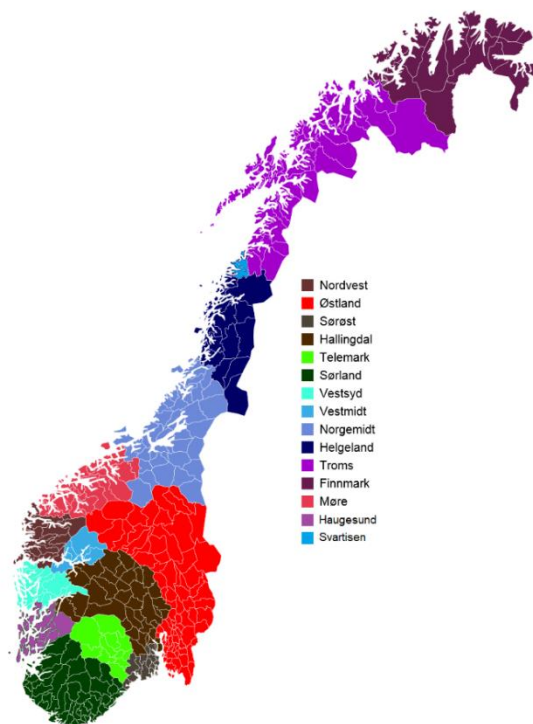 Nordvest
Østland
Sørøst
Hallingdal
Telemark
Sørland
Vestsyd
Vestmidt
Norgemidt
Helgeland
Troms
Finnmark
Møre
Haugesund
Svartisen